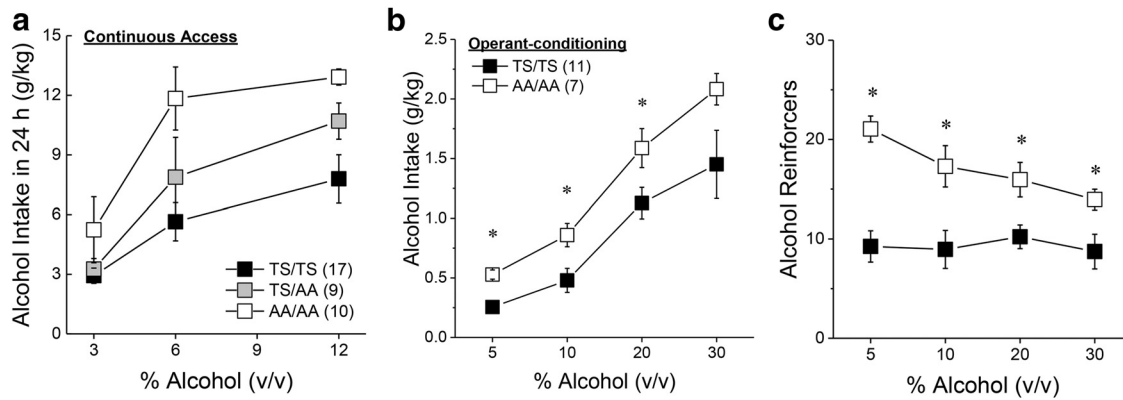 a
Continuous Access
Alcohol Intake in 24 h (g/kg)
15
12
9
6
3
0
TS/TS (17)
TS/AA (9)
AA/AA (10)
3 6 9 12
% Alcohol (v/v)
b
Operant-conditioning
TS/TS (11)
AA/AA (7)
Alcohol Intake (g/kg)
2.5
2.0
1.5
1.0
0.5
0.0
* * *
5 10 20 30
% Alcohol (v/v)
c
Alcohol Reinforcers
30
20
10
0
* * * *
5 10 20 30
% Alcohol (v/v)